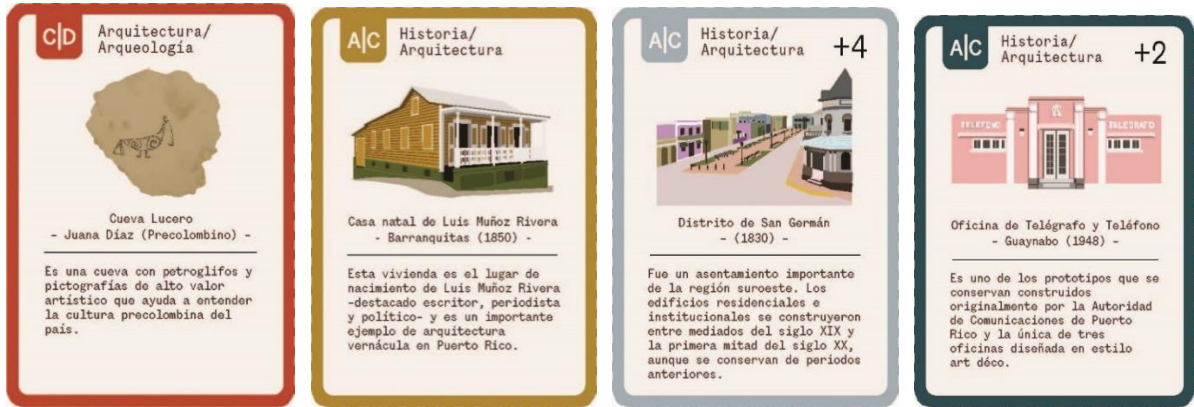 C|D
Arquitectura/
Arqueología
Cueva Lucero
- Juana Díaz (Precolombino) -
Es una cueva con petroglifos y
pictografías de alto valor
artístico que ayuda a entender
la cultura precolombina del
país.
A|C
Historia/
Arquitectura
Casa natal de Luis Muñoz Rivera
- Barranquitas (1850) -
Esta vivienda es el lugar de
nacimiento de Luis Muñoz Rivera
-destacado escritor, periodista
y político- y es un importante
ejemplo de arquitectura
vernácula en Puerto Rico.
A|C
Historia/
Arquitectura
+4
Distrito de San Germán
- (1830) -
Fue un asentamiento importante
de la región suroeste. Los
edificios residenciales e
institucionales se construyeron
entre mediados del siglo XIX y
la primera mitad del siglo XX,
aunque se conservan de periodos
anteriores.
A|C
Historia/
Arquitectura
+2
TELEFONO
TELEGRAFO
Oficina de Telégrafo y Teléfono
- Guaynabo (1948) -
Es uno de los prototipos que se
conservan construidos
originalmente por la Autoridad
de Comunicaciones de Puerto
Rico y la única de tres
oficinas diseñada en estilo
art déco.